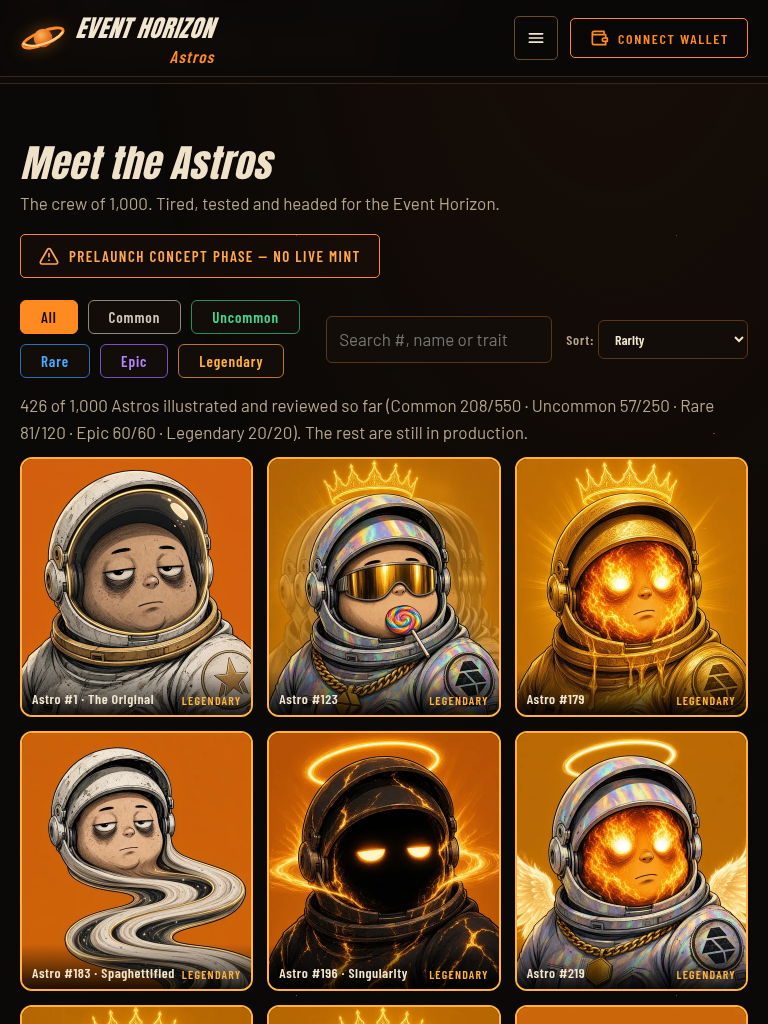 EVENT HORIZON
Astros
CONNECT WALLET
Meet the Astros
The crew of 1,000. Tired, tested and headed for the Event Horizon.
PRELAUNCH CONCEPT PHASE — NO LIVE MINT
All
Common
Uncommon
Rare
Epic
Legendary
Search #, name or trait
Sort:
Rarity
426 of 1,000 Astros illustrated and reviewed so far (Common 208/550 · Uncommon 57/250 · Rare
81/120 · Epic 60/60 · Legendary 20/20). The rest are still in production.
Astro #1 · The Original
LEGENDARY
Astro #123
LEGENDARY
Astro #179
LEGENDARY
Astro #183 · Spaghettified
LEGENDARY
Astro #196 · Singularity
LEGENDARY
Astro #219
LEGENDARY